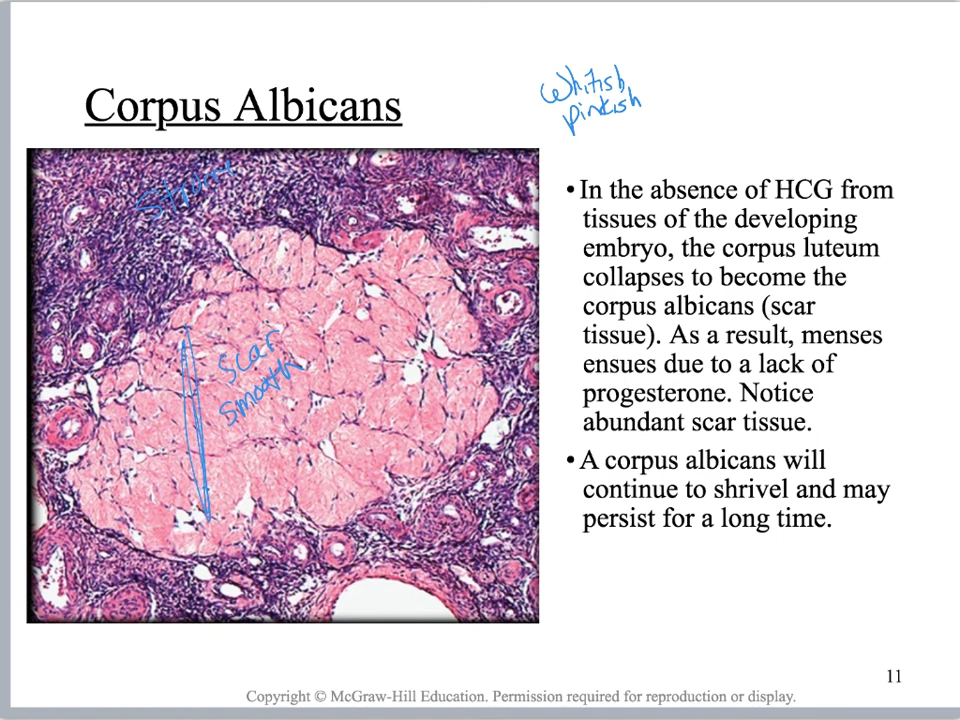 Whitish,
pinkish
Corpus Albicans
Scar
smooth
• In the absence of HCG from
tissues of the developing
embryo, the corpus luteum
collapses to become the
corpus albicans (scar
tissue). As a result, menses
ensues due to a lack of
progesterone. Notice
abundant scar tissue.
• A corpus albicans will
continue to shrivel and may
persist for a long time.
11
Copyright © McGraw-Hill Education. Permission required for reproduction or display.